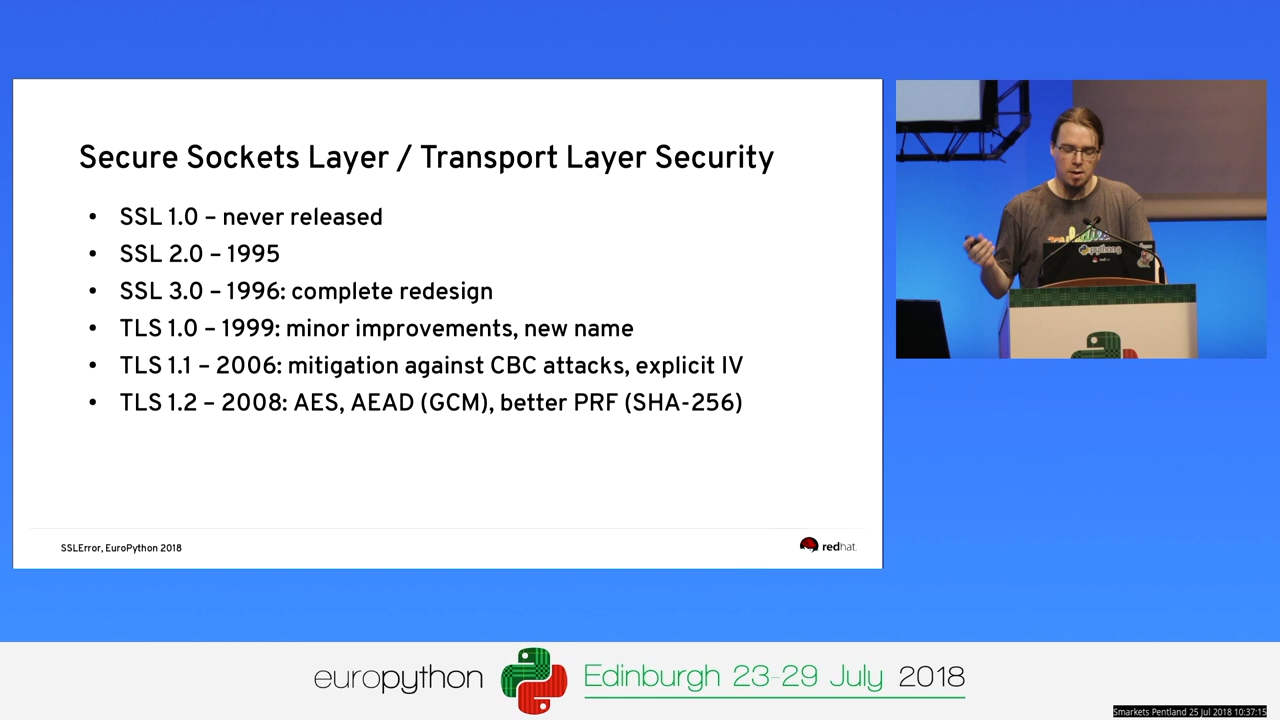 Secure Sockets Layer / Transport Layer Security
• SSL 1.0 – never released
• SSL 2.0 – 1995
• SSL 3.0 – 1996: complete redesign
• TLS 1.0 – 1999: minor improvements, new name
• TLS 1.1 – 2006: mitigation against CBC attacks, explicit IV
• TLS 1.2 – 2008: AES, AEAD (GCM), better PRF (SHA-256)
SSLError, EuroPython 2018
redhat.
europython Edinburgh 23-29 July 2018
Smarkets Pentland 25 Jul 2018 10:37:15